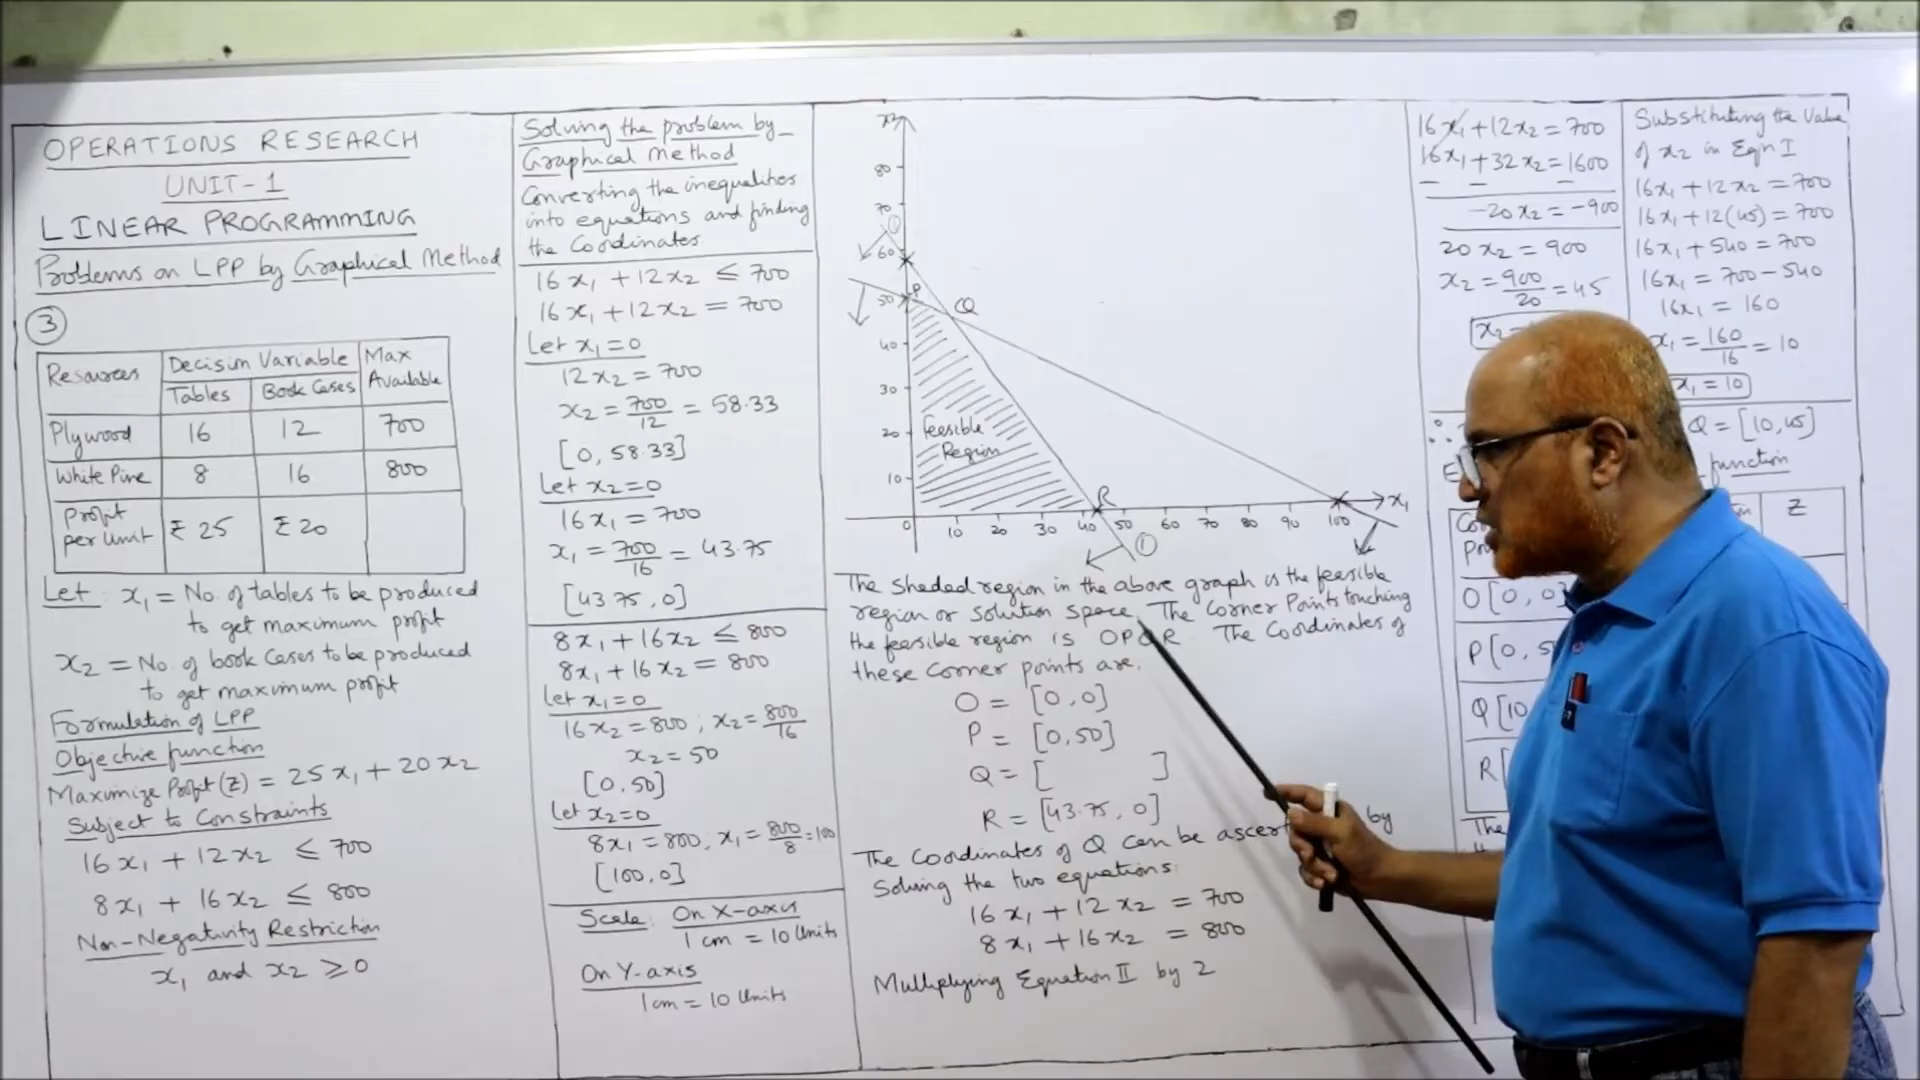 OPERATIONS RESEARCH
UNIT-1
LINEAR PROGRAMMING
Problems on LPP by Graphical Method
3
Resources Decision Variable Max Available
Tables Book Cases
Plywood 16 12 700
White Pine 8 16 800
Profit per unit ₹ 25 ₹ 20
Let: x₁ = No. of tables to be produced
to get maximum profit
x₂ = No. of book cases to be produced
to get maximum profit
Formulation of LPP
Objective function
Maximize Profit (Z) = 25x₁ + 20x₂
Subject to Constraints
16x₁ + 12x₂ ≤ 700
8x₁ + 16x₂ ≤ 800
Non-Negativity Restriction
x₁ and x₂ ≥ 0
Solving the problem by
Graphical Method
Converting the inequalities
into equations and finding
the Coordinates.
16x₁ + 12x₂ ≤ 700
16x₁ + 12x₂ = 700
Let x₁=0
12x₂ = 700
x₂ = 700/12 = 58.33
[0, 58.33]
Let x₂=0
16x₁ = 700
x₁ = 700/16 = 43.75
[43.75, 0]
8x₁ + 16x₂ ≤ 800
8x₁ + 16x₂ = 800
Let x₁=0
16x₂ = 800; x₂ = 800/16
x₂ = 50
[0, 50]
Let x₂=0
8x₁ = 800, x₁ = 800/8 = 100
[100, 0]
Scale: On X-axis
1 cm = 10 Units
On Y-axis
1 cm = 10 Units
x₂
80
70
1
60
50 P Q
40
30
20
10
Feesible
Region
R
0 10 20 30 40 50 60 70 80 90 100 x₁
1
The Shaded region in the above graph is the feesible
region or Solution Space. The Corner Points touching
the feesible region is OPQR The Coordinates of
these Corner points are.
O = [0, 0]
P = [0, 50]
Q = [ ]
R = [43.75, 0]
The Coordinates of Q Can be by
Solving the two equations.
16x₁ + 12x₂ = 700
8x₁ + 16x₂ = 800
Multiplying Equation II by 2
16x₁ + 12x₂ = 700
16x₁ + 32x₂ = 1600
− − −
-20x₂ = -900
20x₂ = 900
x₂ = 900/20 = 45
Substituting the Value
of x₂ in Eqn I
16x₁ + 12x₂ = 700
16x₁ + 12(45) = 700
16x₁ + 540 = 700
16x₁ = 700 - 540
16x₁ = 160
x₁ = 160/16 = 10
x₁ = 10
Q = [10, 45]
function
Z
O [0, 0]
P [0, 5
Q [10
R [
The